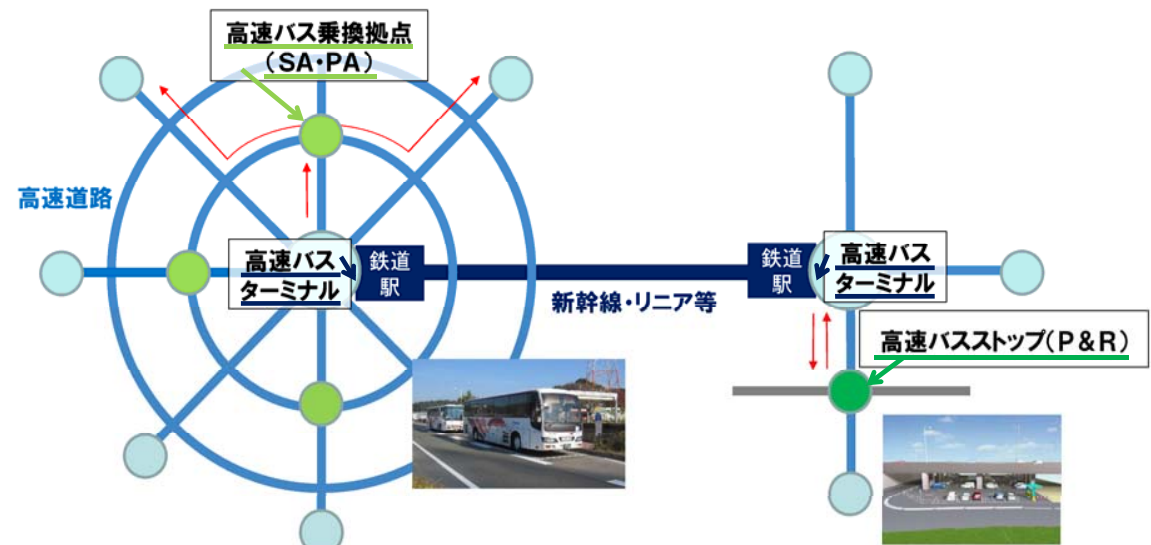 高速バス乗換拠点
(SA・PA)
高速道路
高速バス
ターミナル
鉄道
駅
新幹線・リニア等
鉄道
駅
高速バス
ターミナル
高速バスストップ(P&R)